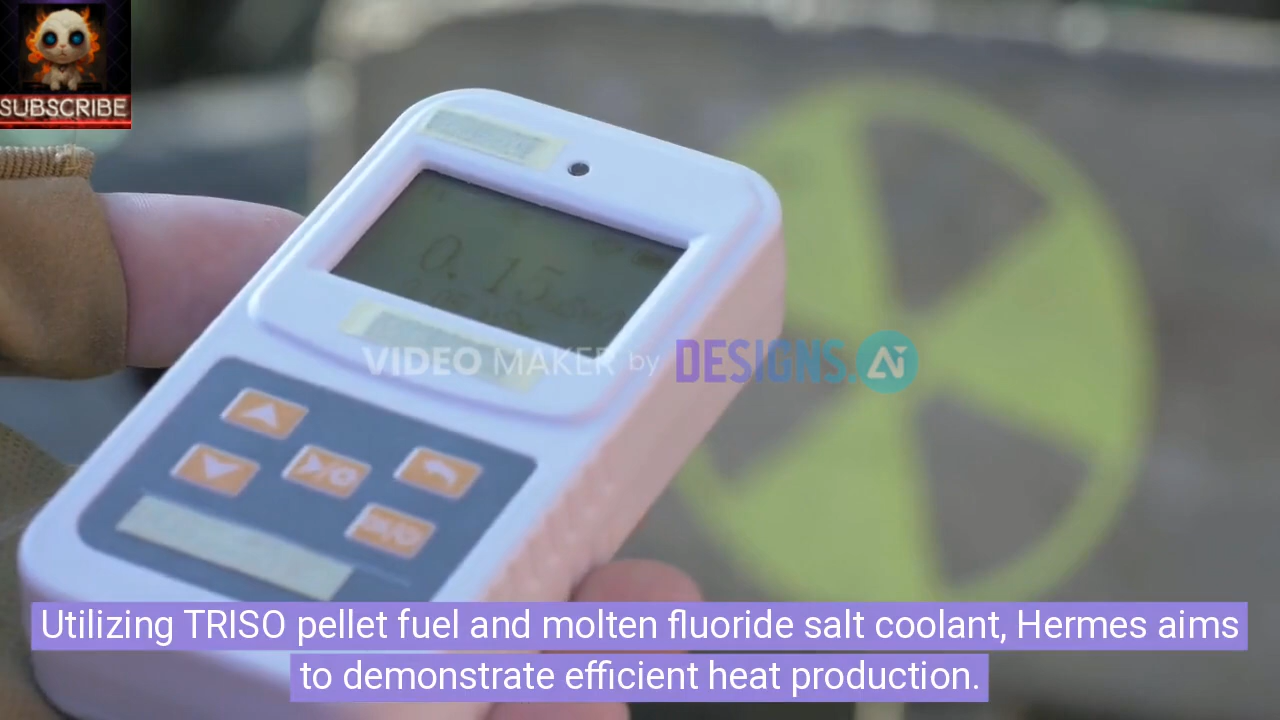 SUBSCRIBE
0.15
VIDEO MAKER by DESIGNS.Ai
Utilizing TRISO pellet fuel and molten fluoride salt coolant, Hermes aims
to demonstrate efficient heat production.